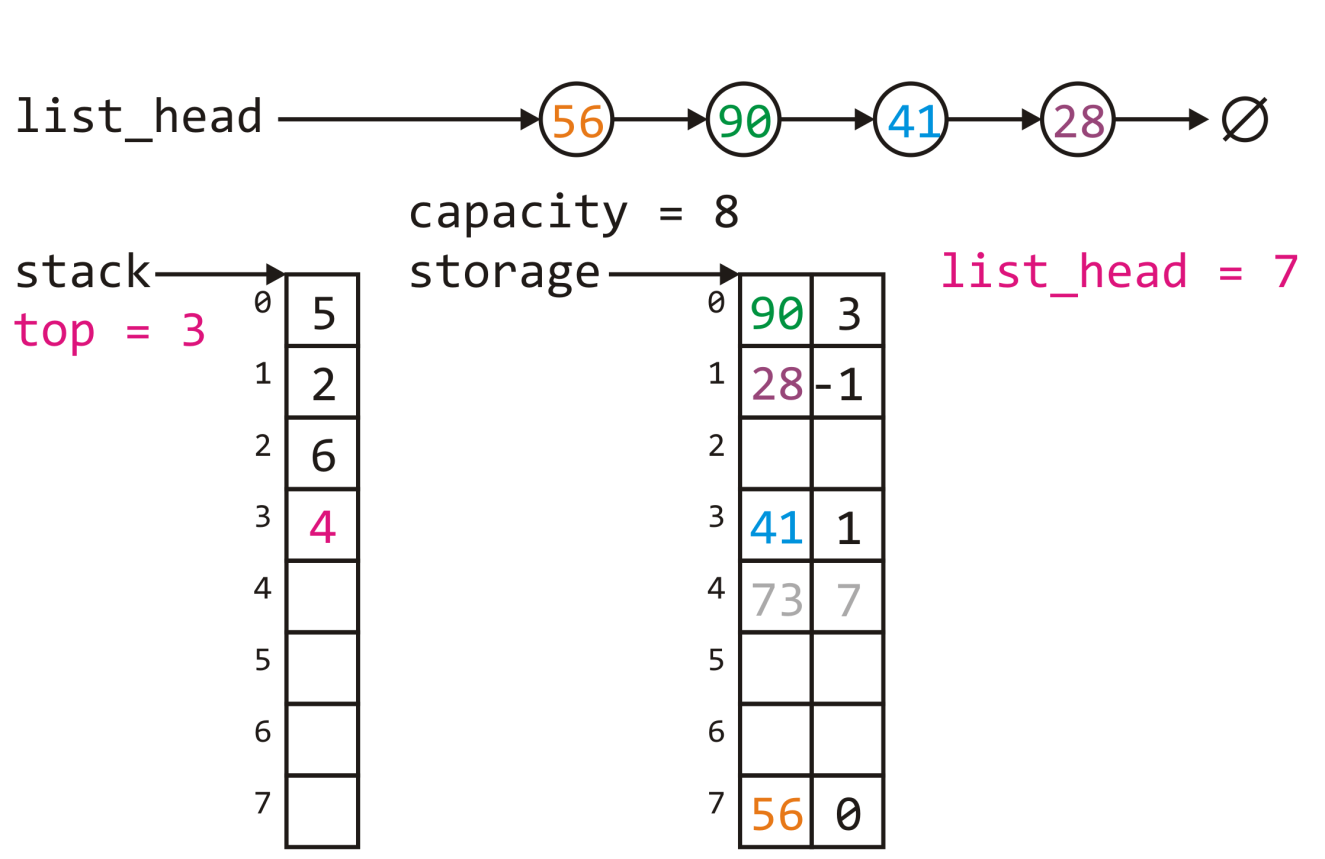 list_head 56 90 41 28 ∅
capacity = 8
stack storage list_head = 7
top = 3
0 5 0 90 3
1 2 1 28 -1
2 6 2
3 4 3 41 1
4 4 73 7
5 5
6 6
7 7 56 0